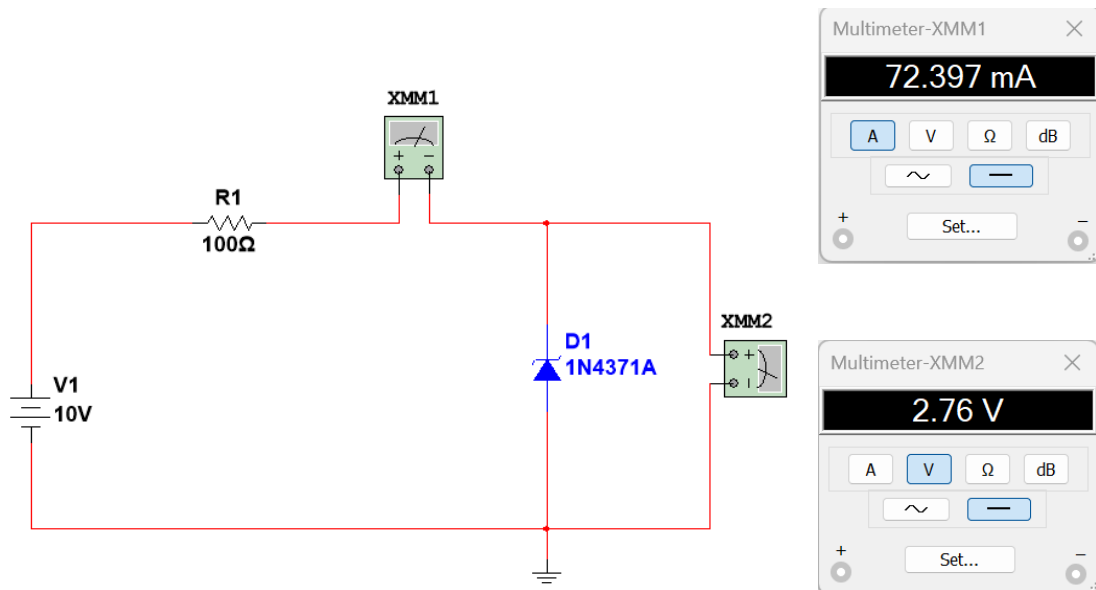 XMM1
+ −
R1
100Ω
V1
10V
D1
1N4371A
XMM2
+
Multimeter-XMM1
72.397 mA
A V Ω dB
+ Set... −
Multimeter-XMM2
2.76 V
A V Ω dB
+ Set... −